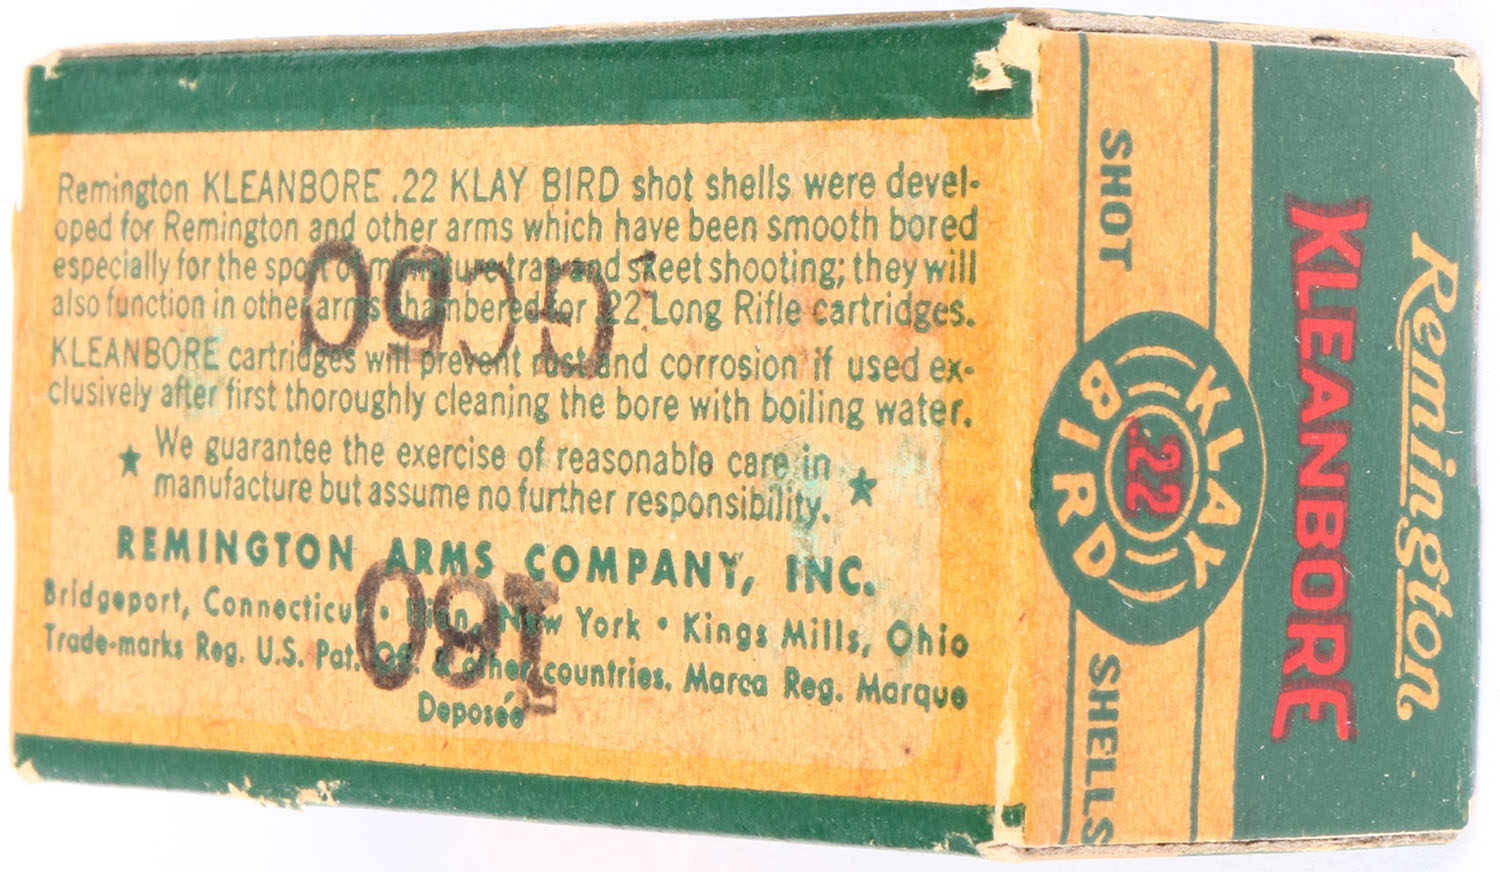 Remington KLEANBORE .22 KLAY BIRD shot shells were devel-
oped for Remington and other arms which have been smooth bored
especially for the sport of miniature trap and skeet shooting; they will
also function in other arms chambered for .22 Long Rifle cartridges.
KLEANBORE cartridges will prevent rust and corrosion if used ex-
clusively after first thoroughly cleaning the bore with boiling water.
We guarantee the exercise of reasonable care in
manufacture but assume no further responsibility.
REMINGTON ARMS COMPANY, INC.
Bridgeport, Connecticut • Ilion, New York • Kings Mills, Ohio
Trade-marks Reg. U.S. Pat. Off. & other countries. Marca Reg. Marque
Deposée
180
Remington
KLEANBORE
KLAY
.22
BIRD
SHOT SHELLS